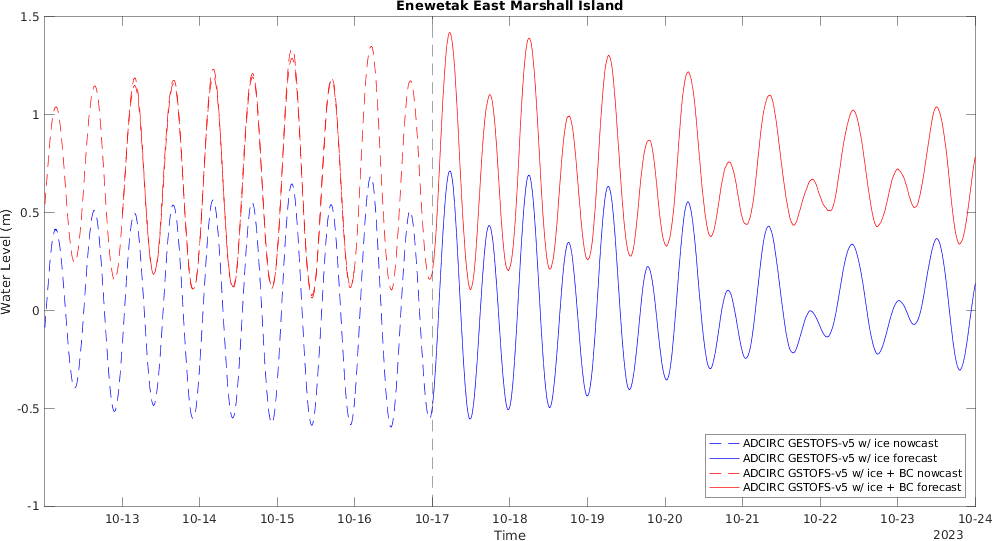 Enewetak East Marshall Island
1.5
1
0.5
0
-0.5
-1
Water Level (m)
10-13 10-14 10-15 10-16 10-17 10-18 10-19 10-20 10-21 10-22 10-23 10-24
Time
2023
ADCIRC GESTOFS-v5 w/ ice nowcast
ADCIRC GESTOFS-v5 w/ ice forecast
ADCIRC GSTOFS-v5 w/ ice + BC nowcast
ADCIRC GSTOFS-v5 w/ ice + BC forecast